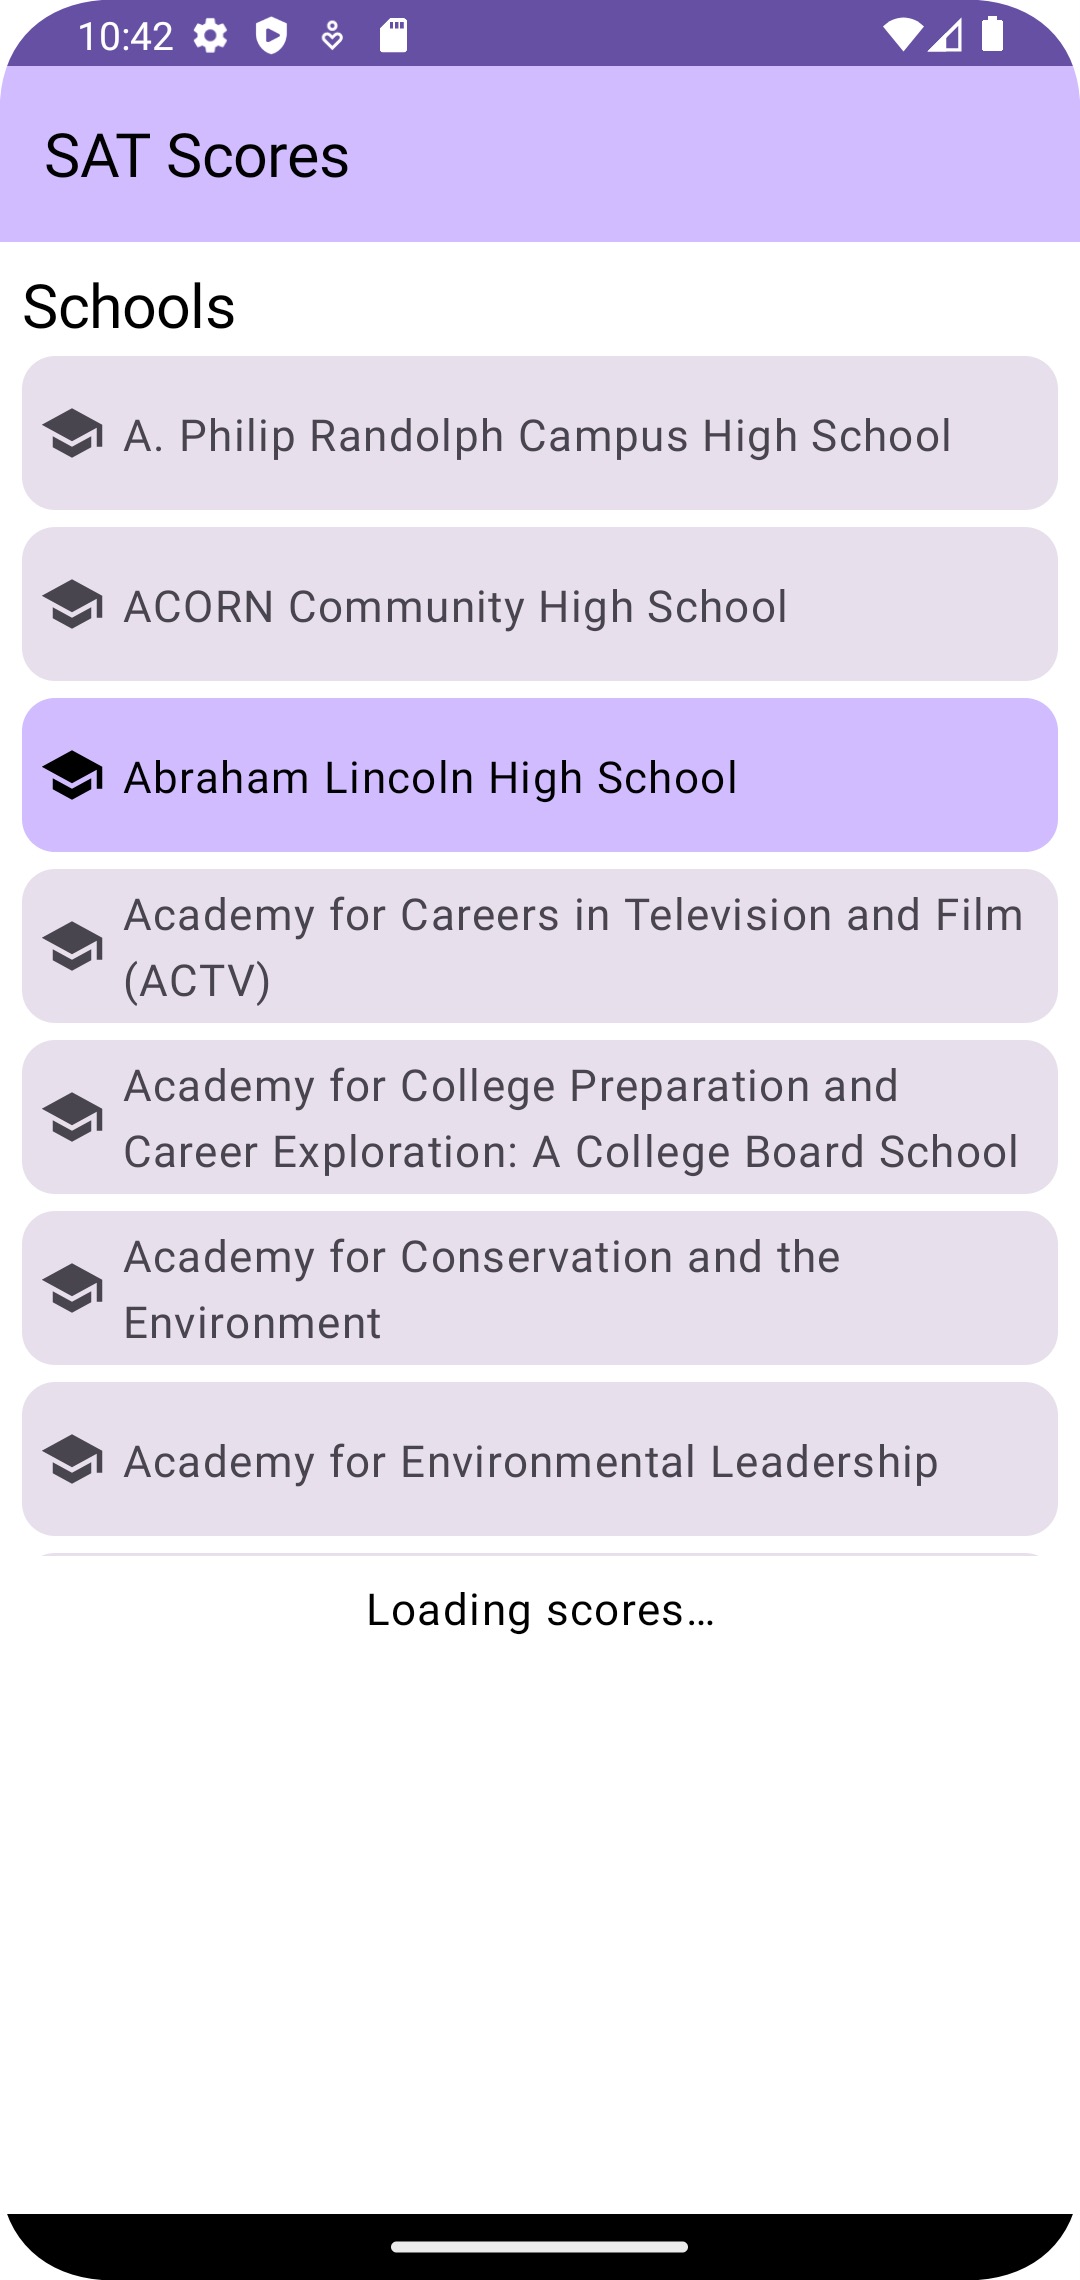 10:42
SAT Scores
Schools
A. Philip Randolph Campus High School
ACORN Community High School
Abraham Lincoln High School
Academy for Careers in Television and Film
(ACTV)
Academy for College Preparation and
Career Exploration: A College Board School
Academy for Conservation and the
Environment
Academy for Environmental Leadership
Loading scores…